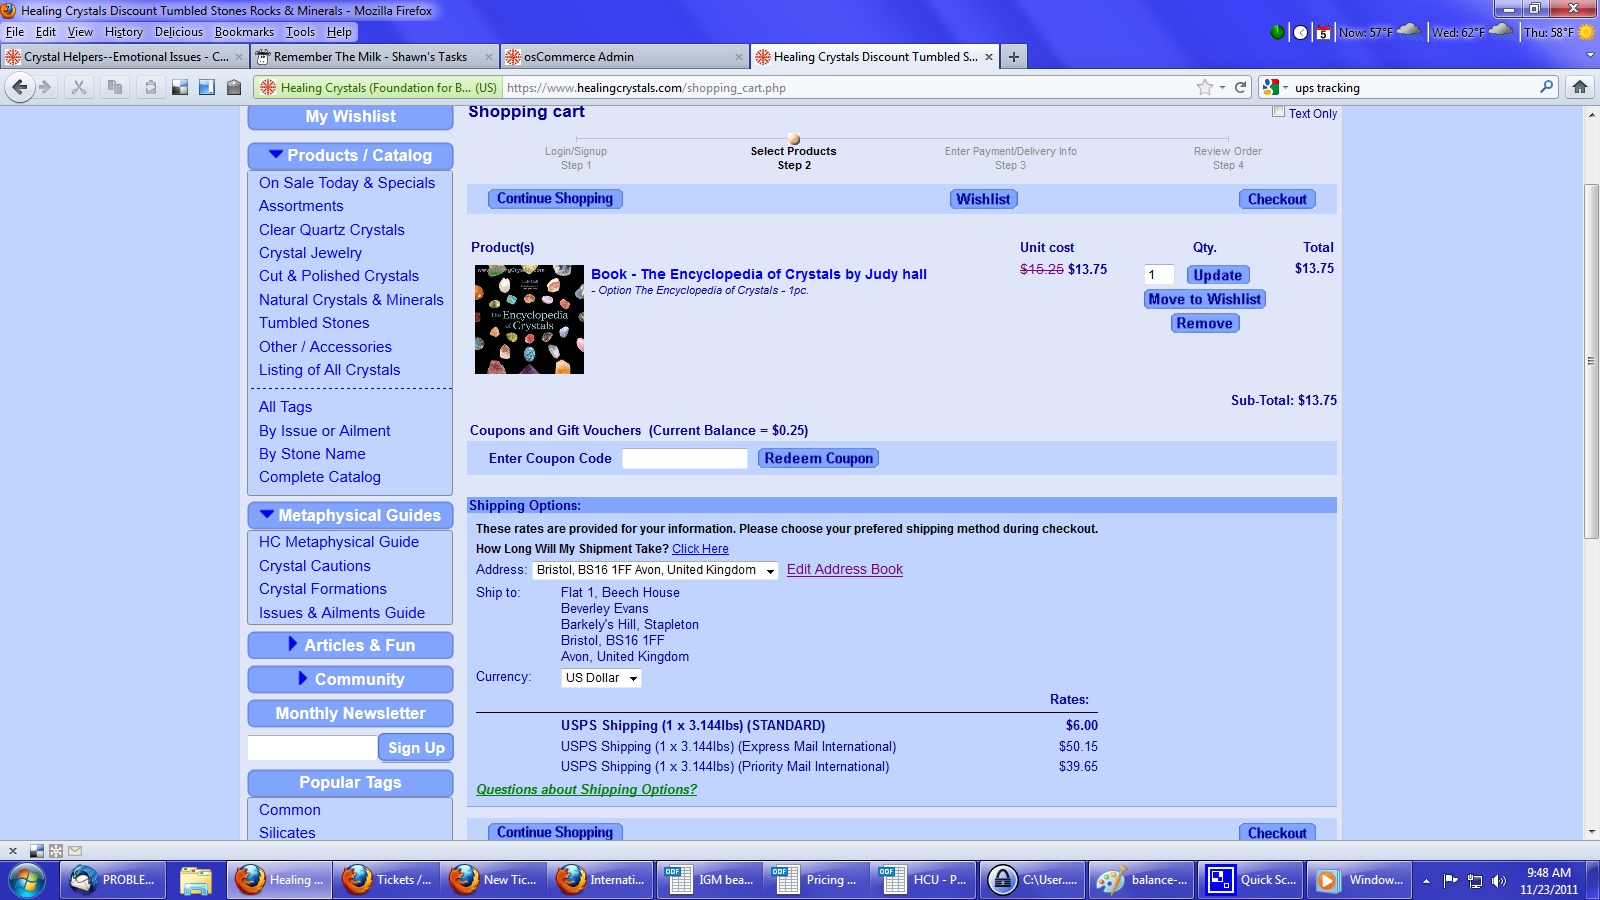 Healing Crystals Discount Tumbled Stones Rocks & Minerals - Mozilla Firefox
File Edit View History Delicious Bookmarks Tools Help
Now: 57°F Wed: 62°F Thu: 58°F
Crystal Helpers--Emotional Issues - C... Remember The Milk - Shawn's Tasks osCommerce Admin Healing Crystals Discount Tumbled S...
Healing Crystals (Foundation for B... (US) https://www.healingcrystals.com/shopping_cart.php ups tracking
My Wishlist
Products / Catalog
On Sale Today & Specials
Assortments
Clear Quartz Crystals
Crystal Jewelry
Cut & Polished Crystals
Natural Crystals & Minerals
Tumbled Stones
Other / Accessories
Listing of All Crystals
All Tags
By Issue or Ailment
By Stone Name
Complete Catalog
Metaphysical Guides
HC Metaphysical Guide
Crystal Cautions
Crystal Formations
Issues & Ailments Guide
Articles & Fun
Community
Monthly Newsletter
Sign Up
Popular Tags
Common
Silicates
Shopping cart
Text Only
Login/Signup Select Products Enter Payment/Delivery Info Review Order
Step 1 Step 2 Step 3 Step 4
Continue Shopping Wishlist Checkout
Product(s) Unit cost Qty. Total
Book - The Encyclopedia of Crystals by Judy hall $15.25 $13.75 1 Update $13.75
- Option The Encyclopedia of Crystals - 1pc.
Move to Wishlist
Remove
The Encyclopedia
of Crystals
Sub-Total: $13.75
Coupons and Gift Vouchers (Current Balance = $0.25)
Enter Coupon Code Redeem Coupon
Shipping Options:
These rates are provided for your information. Please choose your prefered shipping method during checkout.
How Long Will My Shipment Take? Click Here
Address: Bristol, BS16 1FF Avon, United Kingdom Edit Address Book
Ship to: Flat 1, Beech House
Beverley Evans
Barkely's Hill, Stapleton
Bristol, BS16 1FF
Avon, United Kingdom
Currency: US Dollar
Rates:
USPS Shipping (1 x 3.144lbs) (STANDARD) $6.00
USPS Shipping (1 x 3.144lbs) (Express Mail International) $50.15
USPS Shipping (1 x 3.144lbs) (Priority Mail International) $39.65
Questions about Shipping Options?
Continue Shopping Checkout
PROBLE... Healing ... Tickets /... New Tic... Internati... IGM bea... Pricing ... HCU - P... C:\User.... balance-... Quick Sc... Window... 9:48 AM
11/23/2011